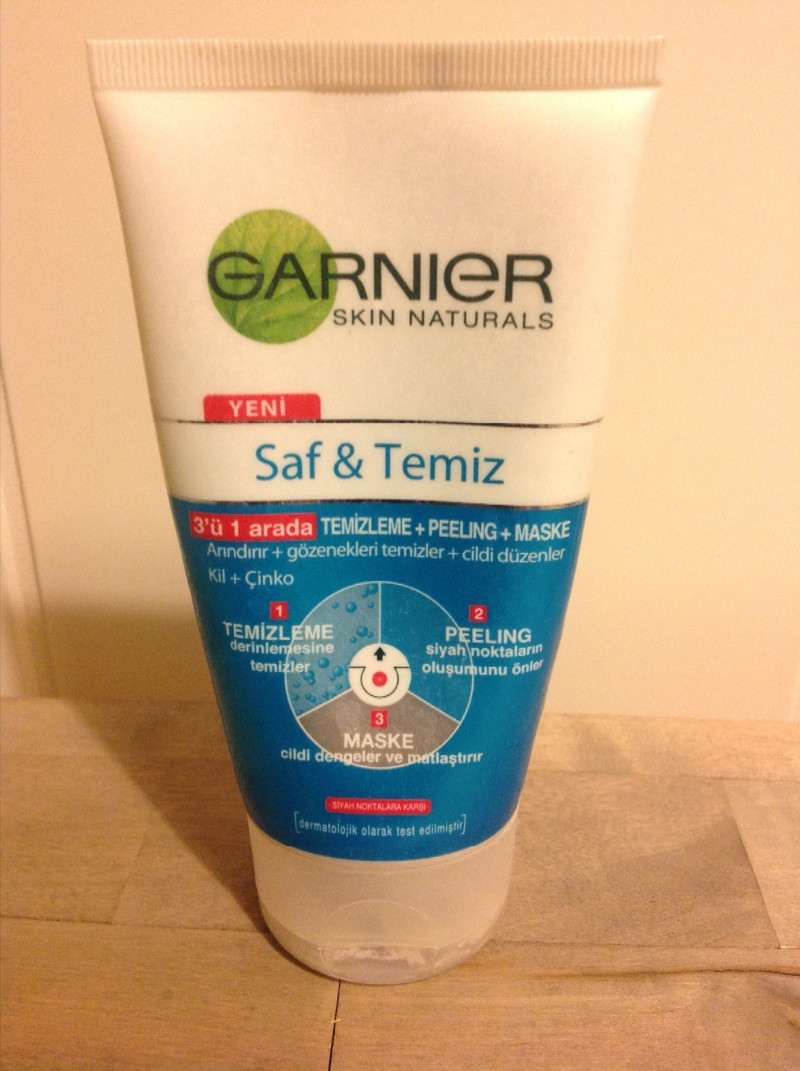 GARNIER
SKIN NATURALS
YENİ
Saf & Temiz
3'ü 1 arada TEMİZLEME + PEELING + MASKE
Arındırır + gözenekleri temizler + cildi düzenler
Kil + Çinko
1
TEMİZLEME
derinlemesine
temizler
2
PEELING
siyah noktaların
oluşumunu önler
3
MASKE
cildi dengeler ve matlaştırır
SİYAH NOKTALARA KARŞI
[dermatolojik olarak test edilmiştir]